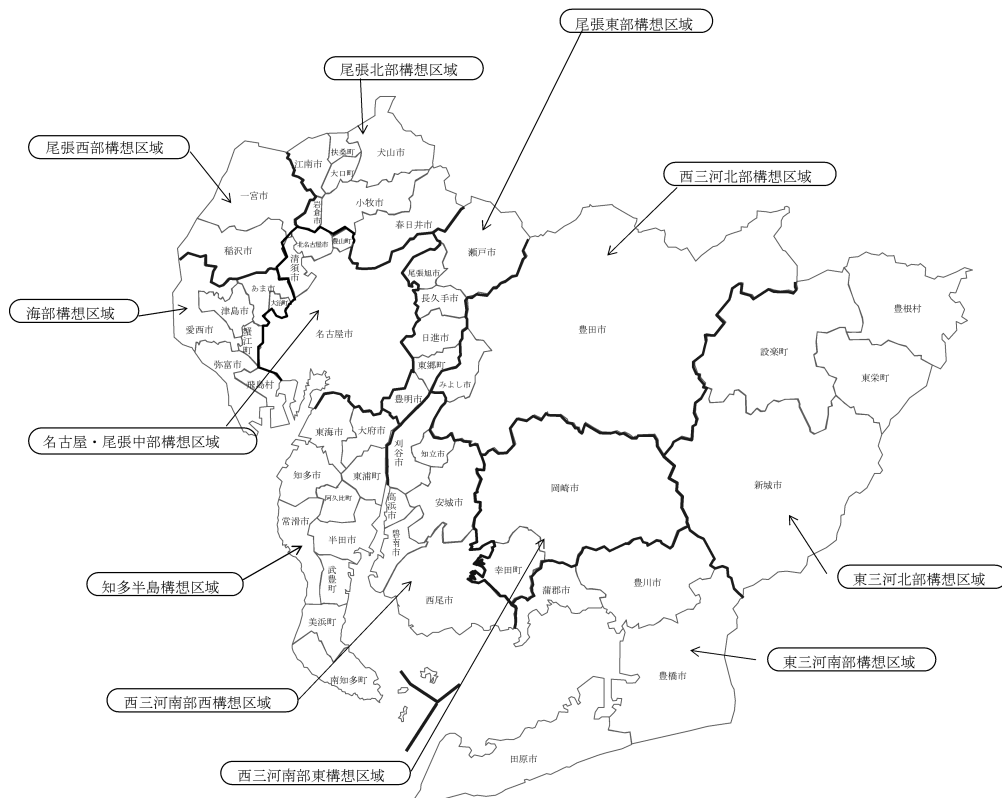 尾張東部構想区域
尾張北部構想区域
尾張西部構想区域
西三河北部構想区域
扶桑町
犬山市
江南市
大口町
一宮市
小牧市
岩倉市
春日井市
北名古屋市
豊山町
稲沢市
瀬戸市
清須市
尾張旭市
あま市
大治町
長久手市
海部構想区域
津島市
愛西市
蟹江町
名古屋市
日進市
豊田市
豊根村
設楽町
東栄町
弥富市
飛島村
東郷町
みよし市
豊明市
名古屋・尾張中部構想区域
東海市
大府市
刈谷市
知立市
知多市
東浦町
岡崎市
新城市
阿久比町
高浜市
安城市
常滑市
半田市
碧南市
知多半島構想区域
武豊町
幸田町
豊川市
東三河北部構想区域
蒲郡市
西尾市
美浜町
東三河南部構想区域
豊橋市
南知多町
西三河南部西構想区域
田原市
西三河南部東構想区域